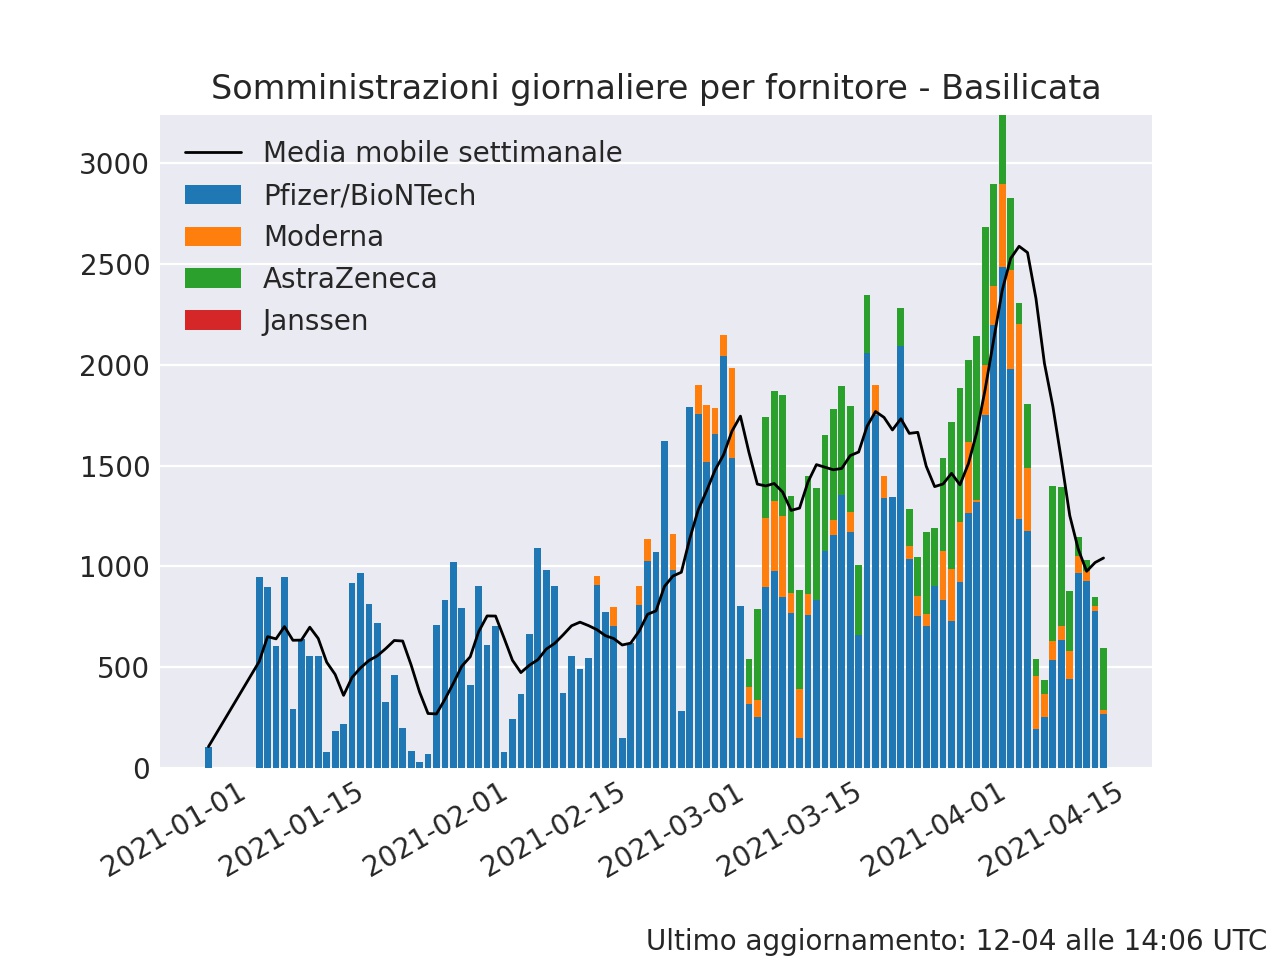 Somministrazioni giornaliere per fornitore - Basilicata
Media mobile settimanale
Pfizer/BioNTech
Moderna
AstraZeneca
Janssen
3000
2500
2000
1500
1000
500
0
2021-01-01
2021-01-15
2021-02-01
2021-02-15
2021-03-01
2021-03-15
2021-04-01
2021-04-15
Ultimo aggiornamento: 12-04 alle 14:06 UTC